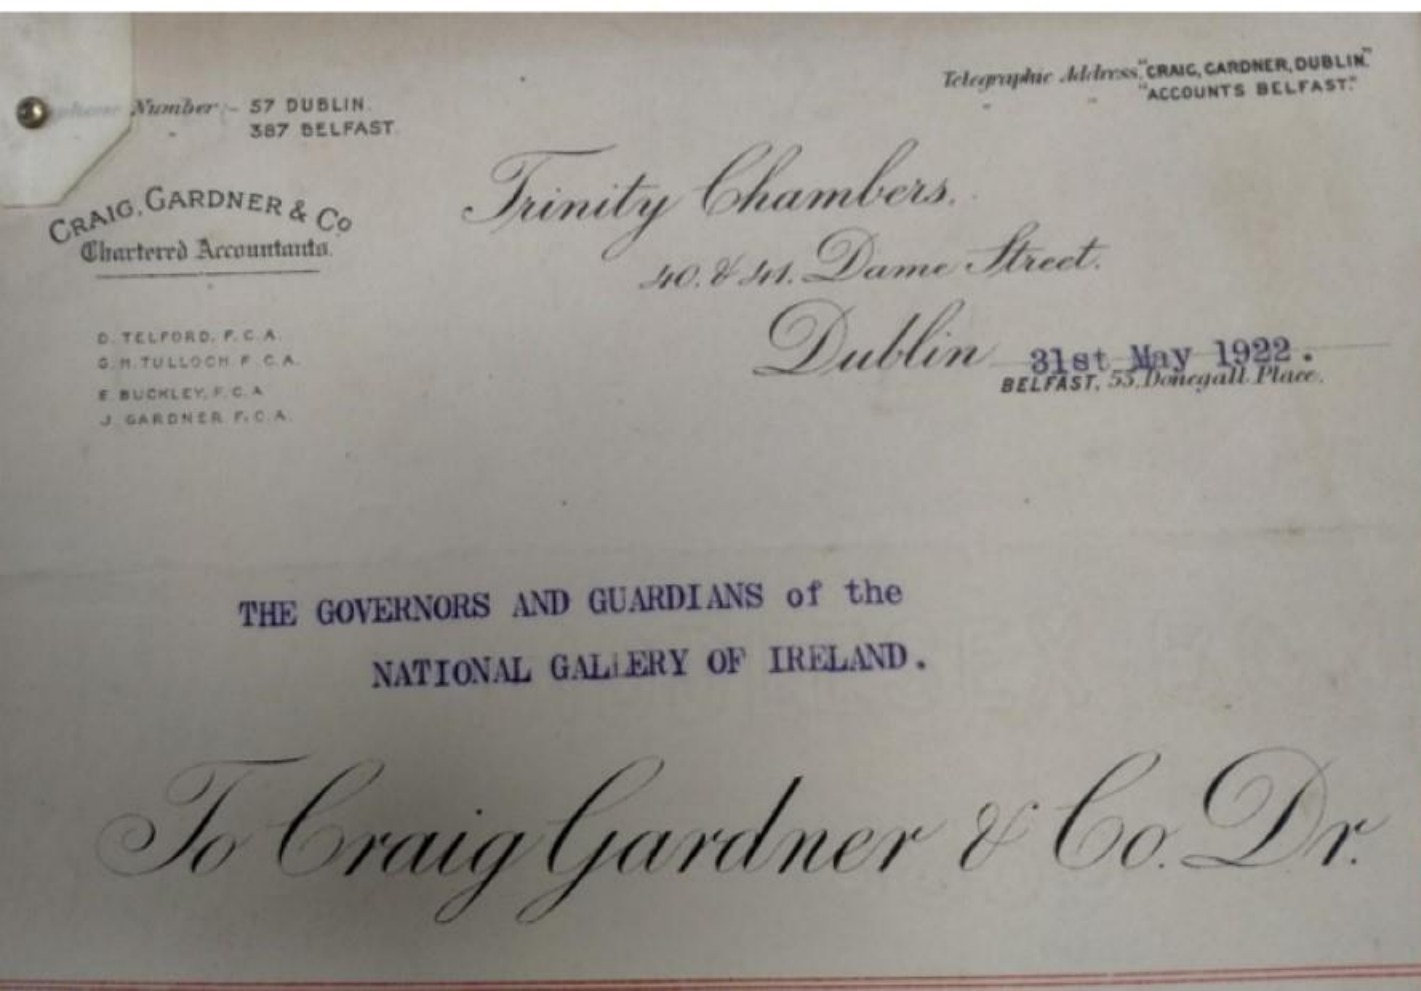 Telegraphic Address, "CRAIG, GARDNER, DUBLIN."
"ACCOUNTS BELFAST."
Number:- 57 DUBLIN.
387 BELFAST.
CRAIG, GARDNER & Co
Chartered Accountants.
Trinity Chambers.
40. & 41. Dame Street.
Dublin 31st May 1922.
BELFAST, 55, Donegall Place.
D. TELFORD, F.C.A.
G.H. TULLOCH F.C.A.
E. BUCKLEY, F.C.A
J. GARDNER F.C.A.
THE GOVERNORS AND GUARDIANS of the
NATIONAL GALLERY OF IRELAND.
To Craig Gardner & Co. Dr.